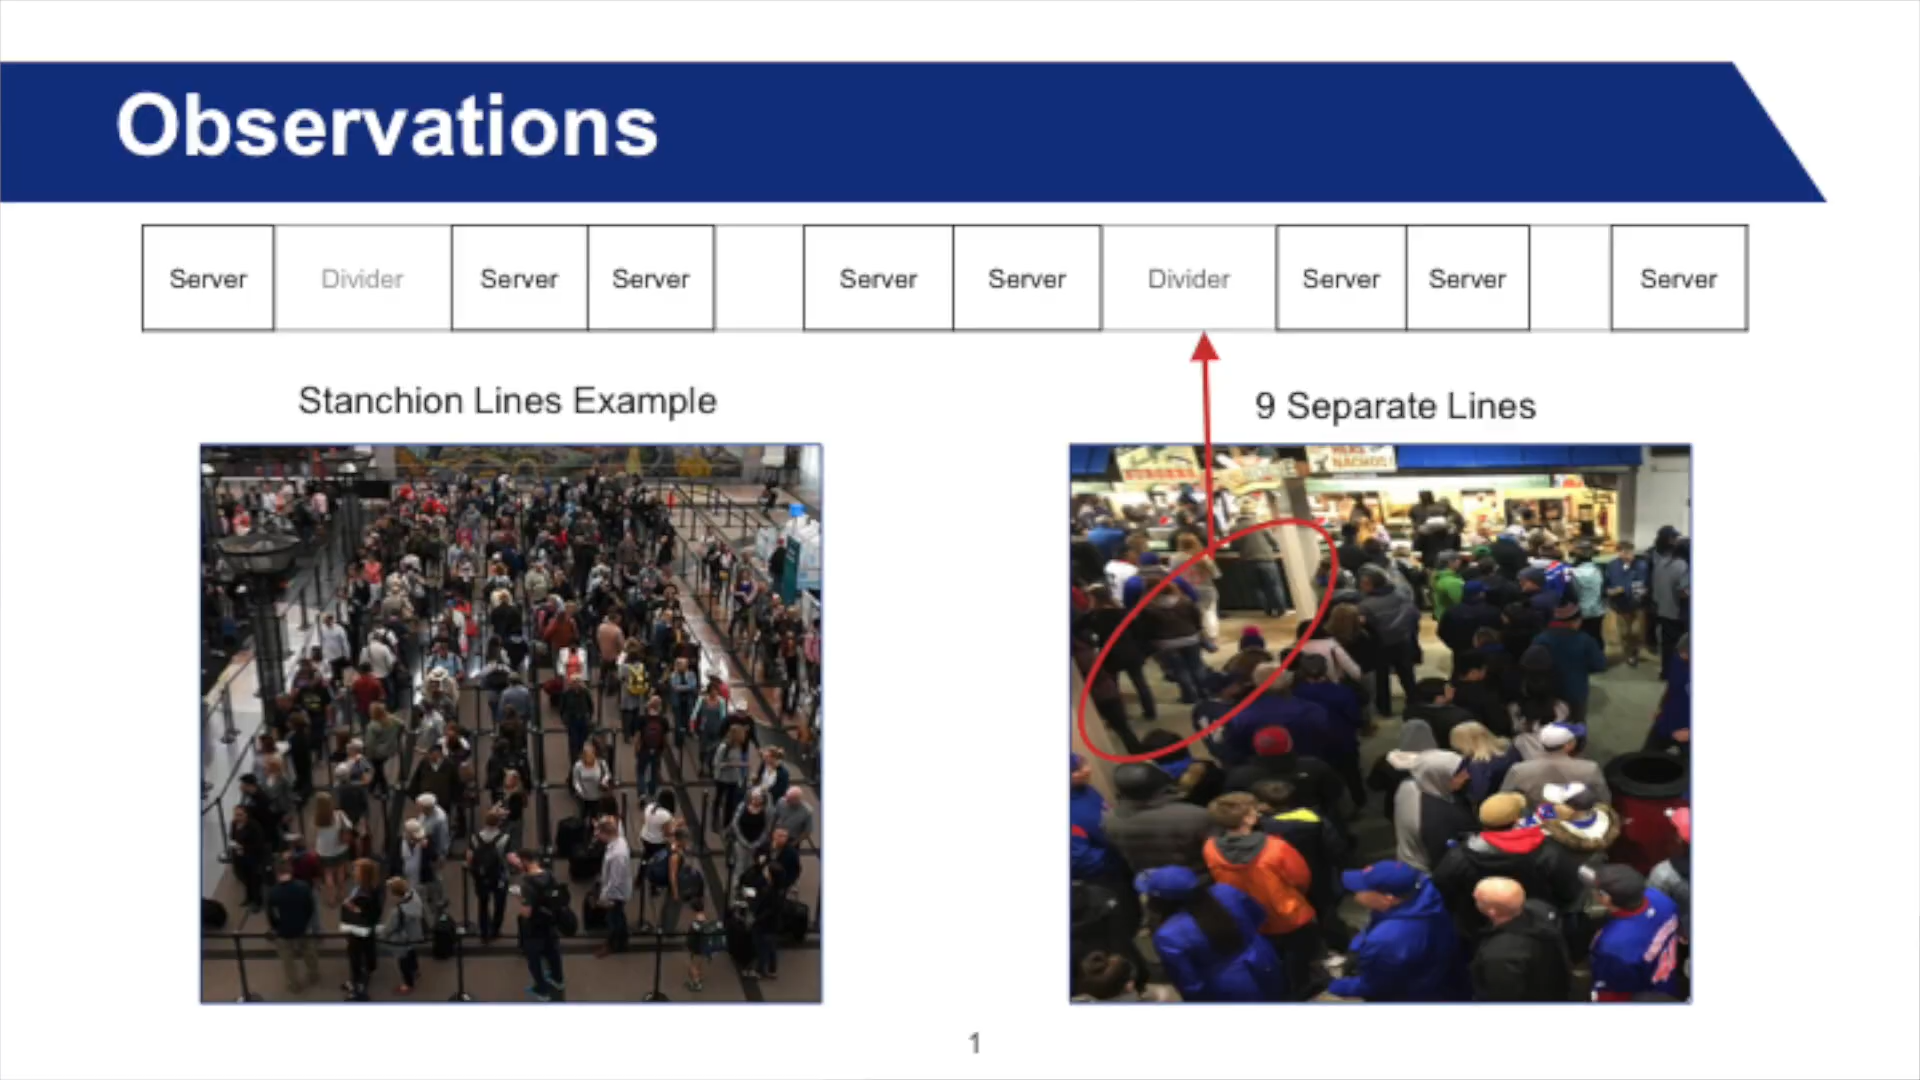 Observations
Server Divider Server Server Server Server Divider Server Server Server
Stanchion Lines Example
9 Separate Lines
NACHOS
1